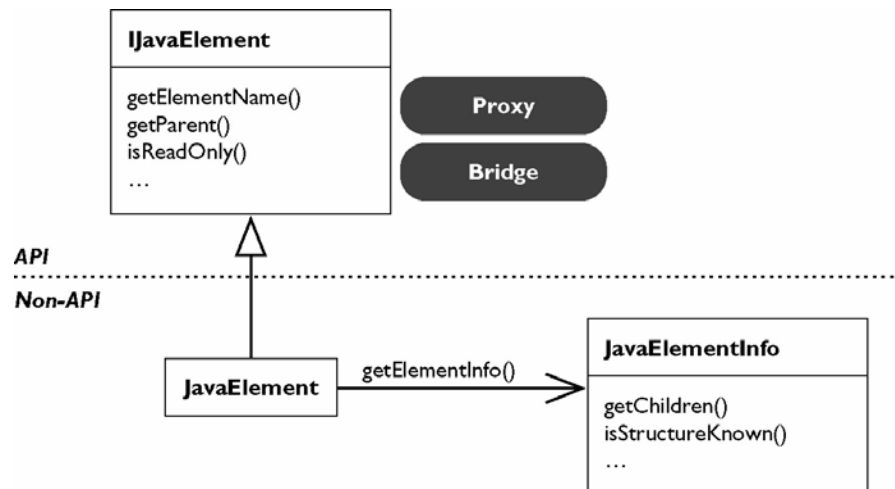 IJavaElement
getElementName()
getParent()
isReadOnly()
...
Proxy
Bridge
API
Non-API
JavaElement
getElementInfo()
JavaElementInfo
getChildren()
isStructureKnown()
...